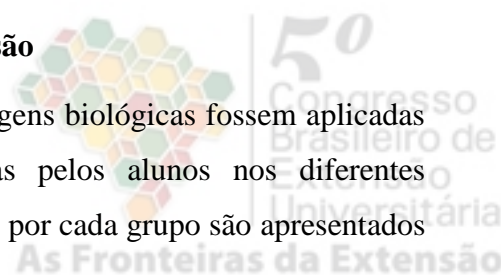 são
gens biológicas fossem aplicadas
as pelos alunos nos diferentes
por cada grupo são apresentados
5º
Congresso
Brasileiro de
Extensão
Universitária
As Fronteiras da Extensão